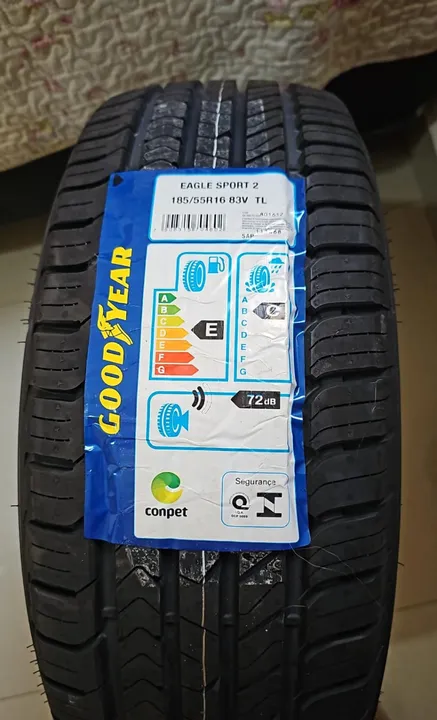 EAGLE SPORT 2
185/55R16 83V TL
GOODYEAR
A
B
C
D
E
F
G
E
A
B
C
D
E
F
G
72dB
conpet
Segurança